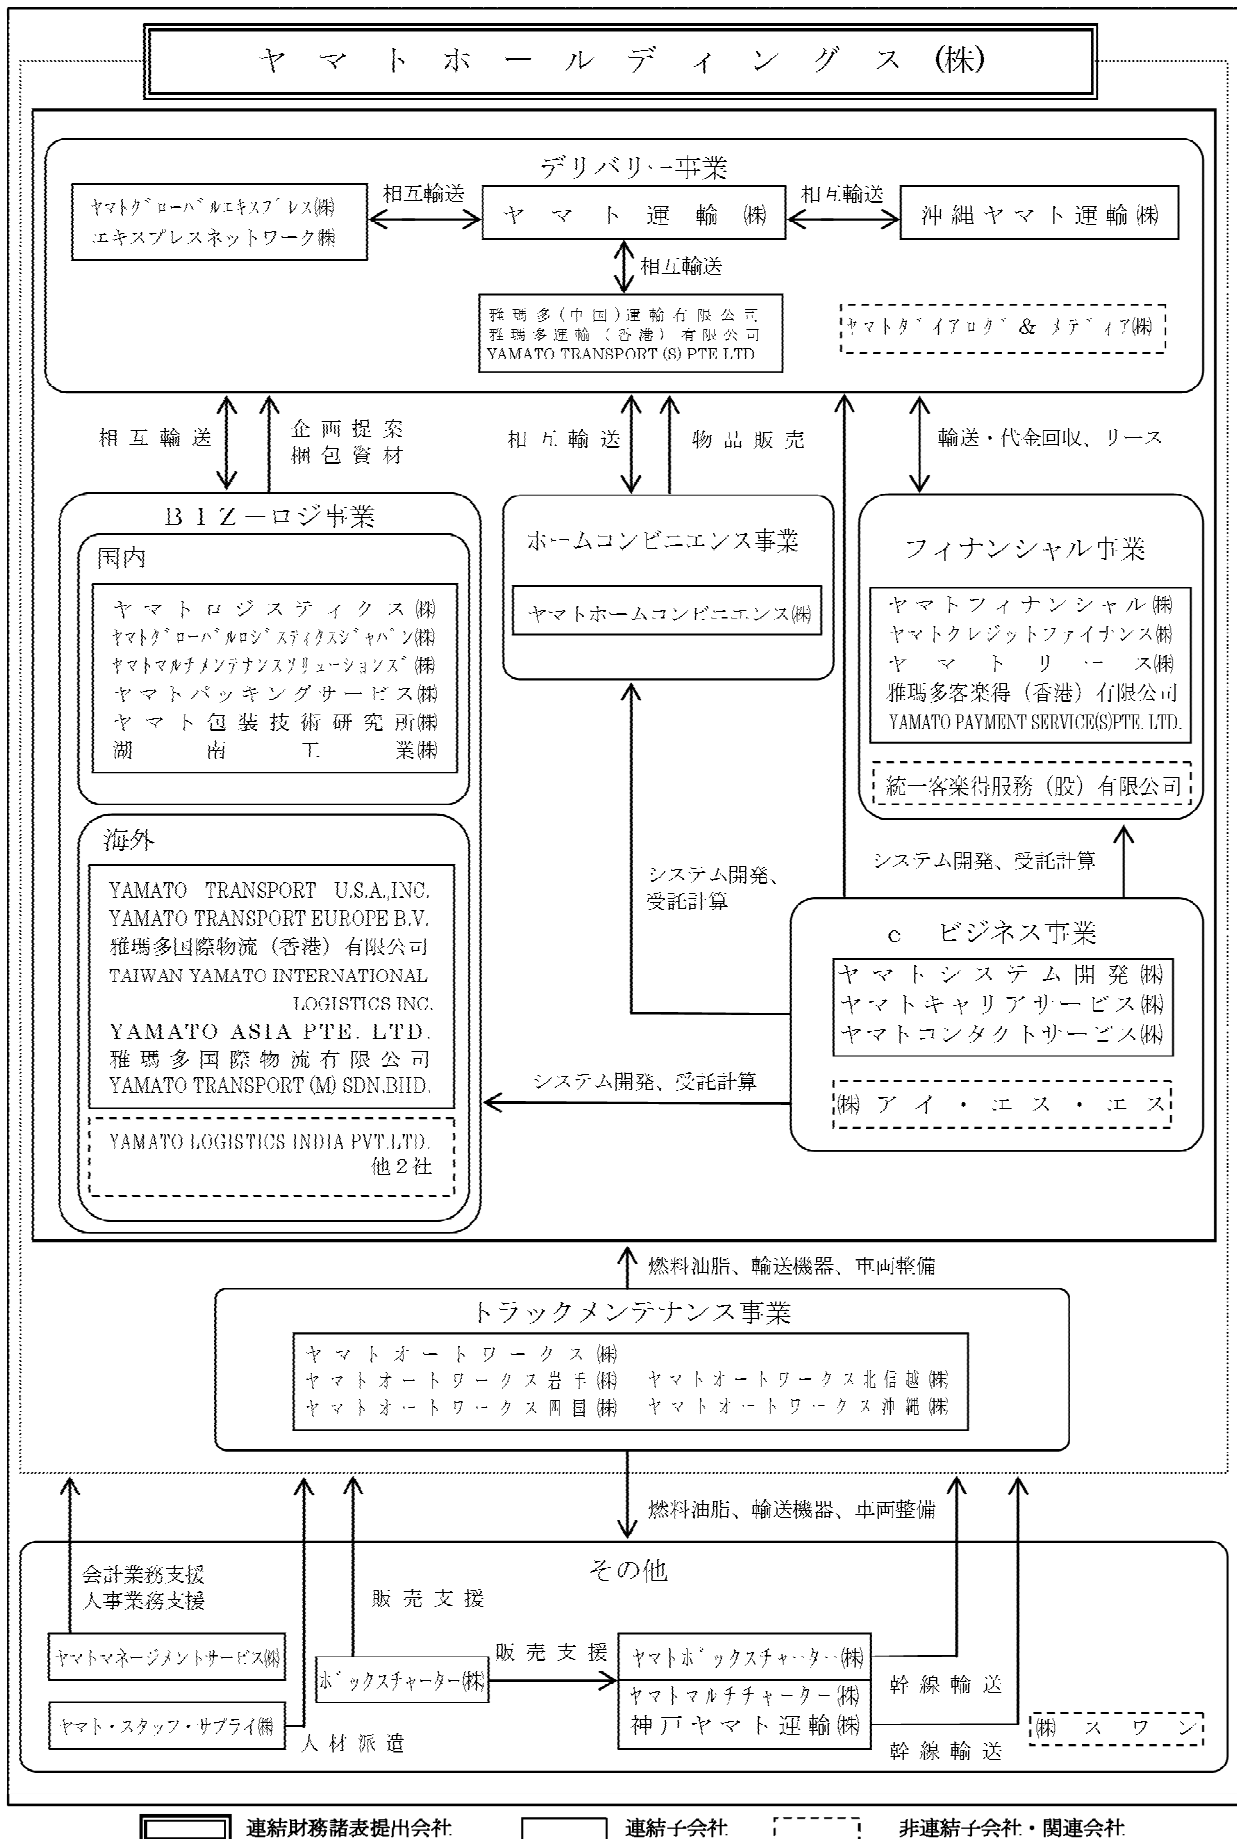 ヤマトホールディングス(株)
デリバリー事業
ヤマトグローバルエキスプレス㈱
エキスプレスネットワーク㈱
相互輸送
ヤマト運輸㈱
相互輸送
沖縄ヤマト運輸㈱
相互輸送
雅瑪多(中国)運輸有限公司
雅瑪多運輸(香港)有限公司
YAMATO TRANSPORT (S) PTE LTD
ヤマトダイアログ & メディア㈱
相互輸送
企画提案
梱包資材
相互輸送
物品販売
輸送・代金回収、リース
BIZ-ロジ事業
国内
ヤマトロジスティクス㈱
ヤマトグローバルロジスティクスジャパン㈱
ヤマトマルチメンテナンスソリューションズ㈱
ヤマトパッキングサービス㈱
ヤマト包装技術研究所㈱
湖南工業㈱
海外
YAMATO TRANSPORT U.S.A.,INC.
YAMATO TRANSPORT EUROPE B.V.
雅瑪多国際物流(香港)有限公司
TAIWAN YAMATO INTERNATIONAL
LOGISTICS INC.
YAMATO ASIA PTE. LTD.
雅瑪多国際物流有限公司
YAMATO TRANSPORT (M) SDN.BHD.
YAMATO LOGISTICS INDIA PVT.LTD.
他2社
ホームコンビニエンス事業
ヤマトホームコンビニエンス㈱
フィナンシャル事業
ヤマトフィナンシャル㈱
ヤマトクレジットファイナンス㈱
ヤマトリース㈱
雅瑪多客楽得(香港)有限公司
YAMATO PAYMENT SERVICE(S)PTE. LTD.
統一客楽得服務(股)有限公司
システム開発、受託計算
システム開発、
受託計算
e ビジネス事業
ヤマトシステム開発㈱
ヤマトキャリアサービス㈱
ヤマトコンタクトサービス㈱
㈱アイ・エス・エス
システム開発、受託計算
燃料油脂、輸送機器、車両整備
トラックメンテナンス事業
ヤマトオートワークス㈱
ヤマトオートワークス岩手㈱ ヤマトオートワークス北信越㈱
ヤマトオートワークス四国㈱ ヤマトオートワークス沖縄㈱
燃料油脂、輸送機器、車両整備
その他
会計業務支援
人事業務支援
販売支援
ヤマトマネージメントサービス㈱
ヤマト・スタッフ・サプライ㈱
人材派遣
ボックスチャーター㈱
販売支援
ヤマトボックスチャーター㈱
ヤマトマルチチャーター㈱
神戸ヤマト運輸㈱
幹線輸送
幹線輸送
㈱スワン
連結財務諸表提出会社 連結子会社 非連結子会社・関連会社